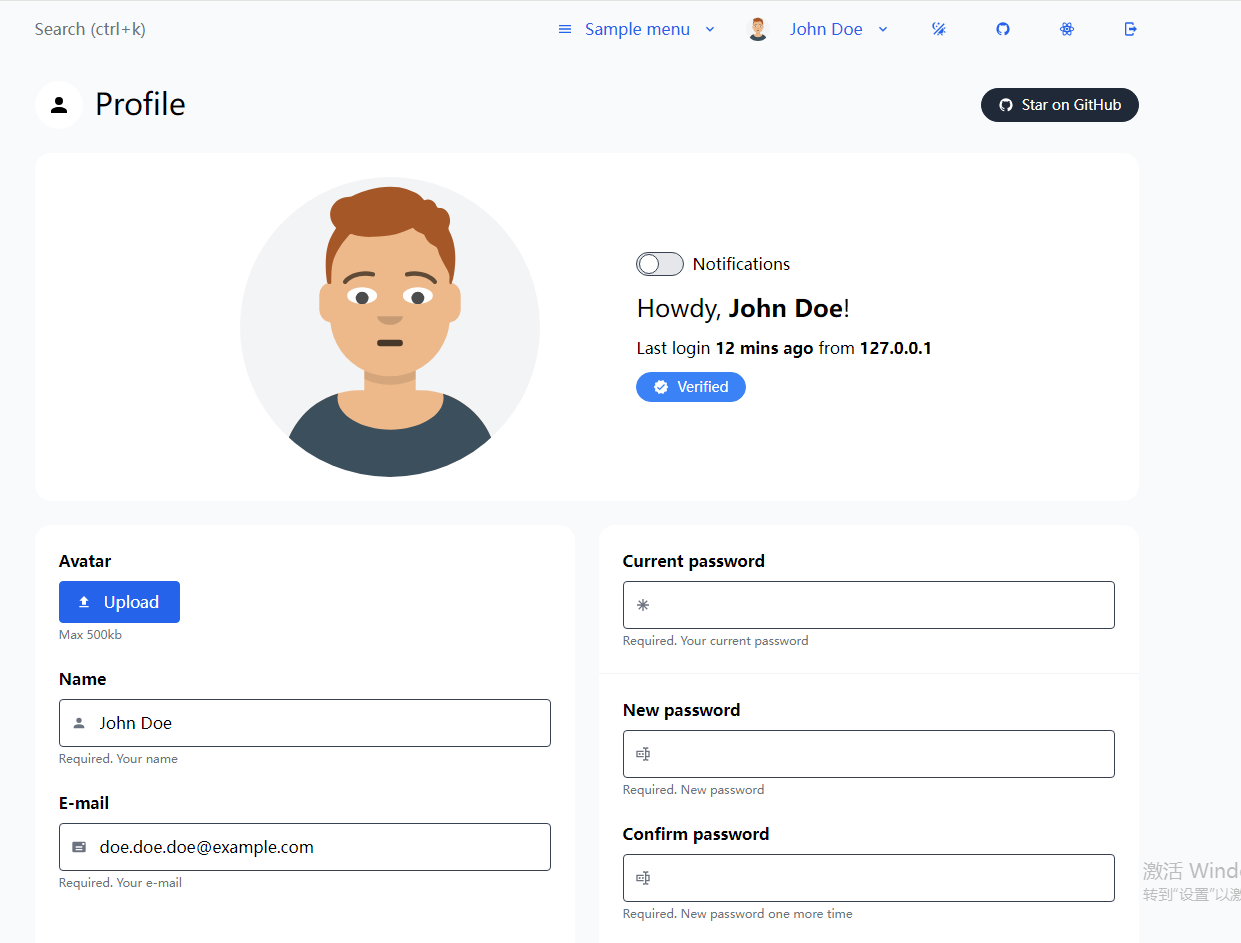 Search (ctrl+k)
Sample menu
John Doe
Profile
Star on GitHub
Notifications
Howdy, John Doe!
Last login 12 mins ago from 127.0.0.1
Verified
Avatar
Upload
Max 500kb
Name
John Doe
Required. Your name
E-mail
doe.doe.doe@example.com
Required. Your e-mail
Current password
Required. Your current password
New password
Required. New password
Confirm password
Required. New password one more time
激活 Wind
转到"设置"以激